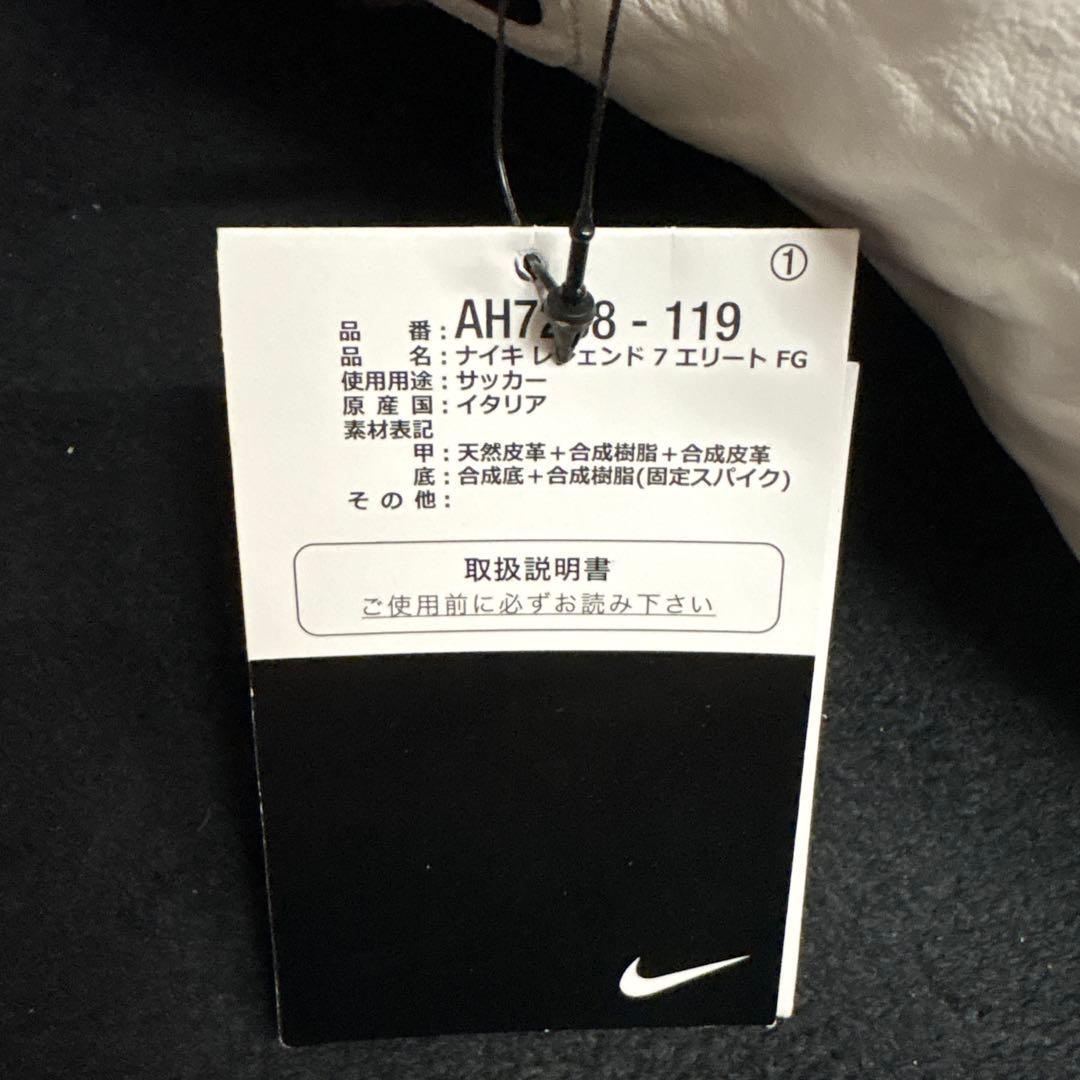 ①
品 番:
品 名:ナイキ FG 7 エリート
使用用途:サッカー
原産国:イタリア
素材表記
甲:天然皮革+合成樹脂+合成皮革
底:合成底+合成樹脂(固定スパイク)
その他:
取扱説明書
ご使用前に必ずお読み下さい